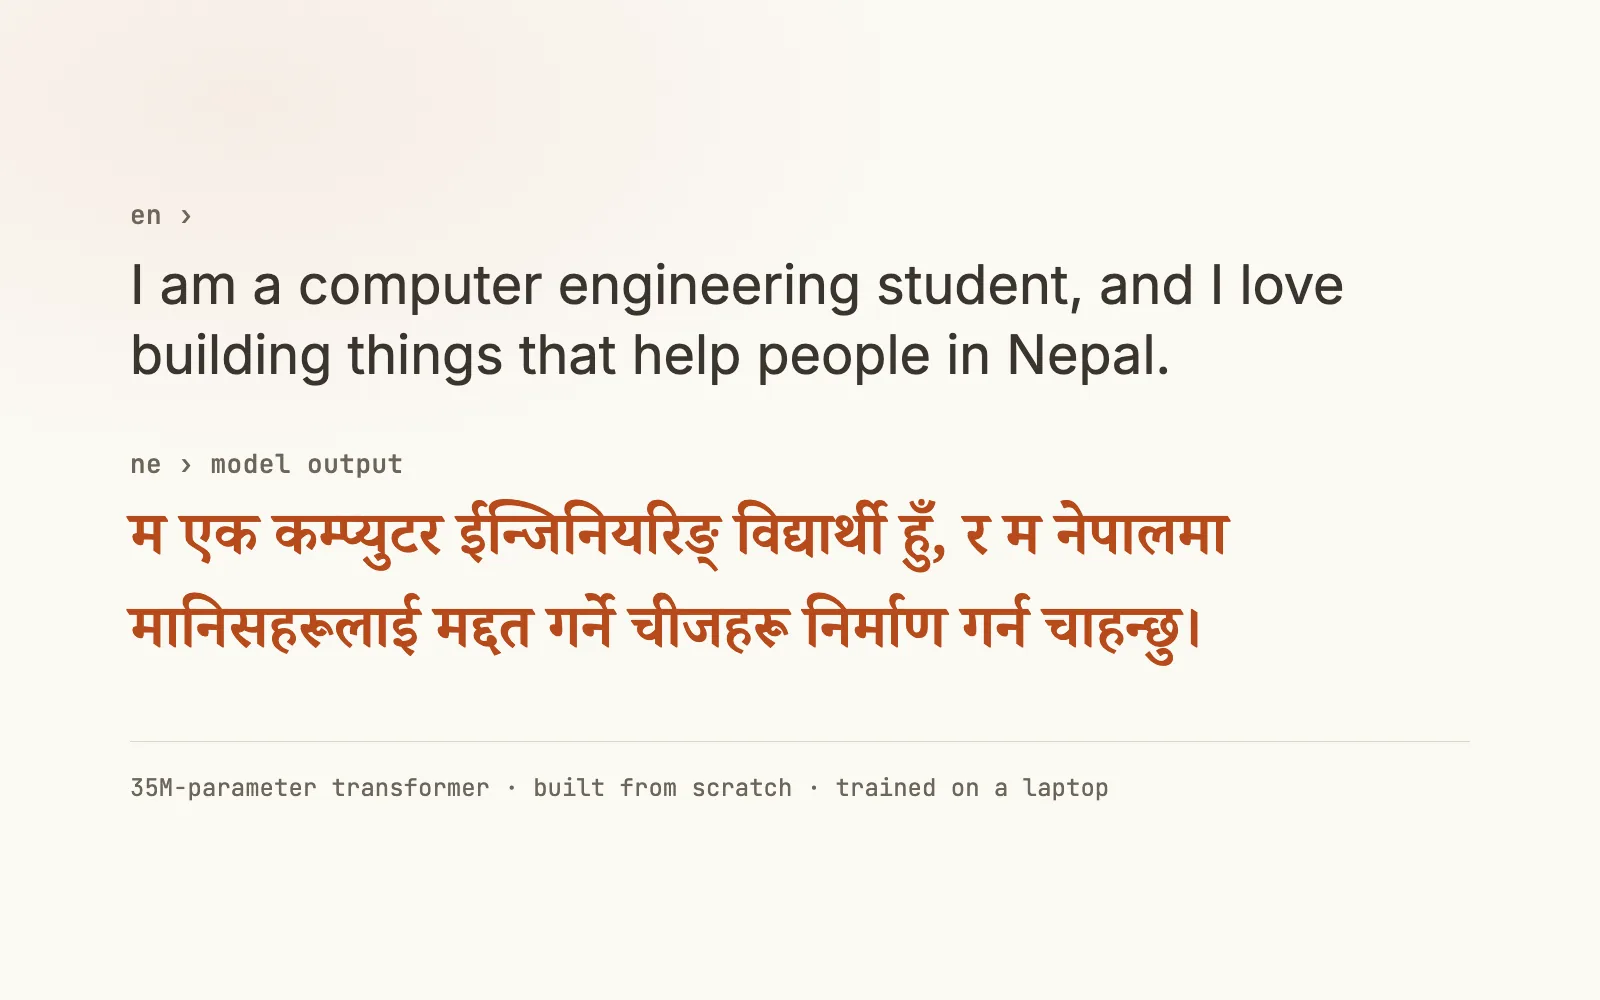 en ›
I am a computer engineering student, and I love
building things that help people in Nepal.
ne › model output
म एक कम्प्युटर ईन्जिनियरिङ् विद्यार्थी हुँ, र म नेपालमा
मानिसहरूलाई मद्दत गर्ने चीजहरू निर्माण गर्न चाहन्छु।
35M-parameter transformer · built from scratch · trained on a laptop